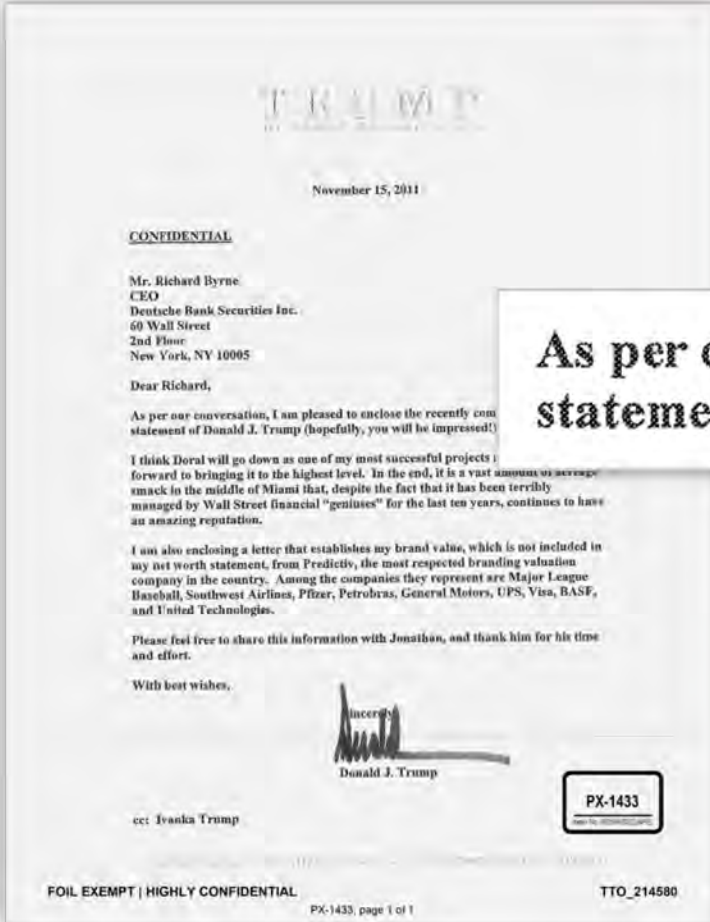 TRUMP
November 15, 2011
CONFIDENTIAL
Mr. Richard Byrne
CEO
Deutsche Bank Securities Inc.
60 Wall Street
2nd Floor
New York, NY 10005
Dear Richard,
As per our conversation, I am pleased to enclose the recently com
statement of Donald J. Trump (hopefully, you will be impressed!)
As per
stateme
I think Doral will go down as one of my most successful projects
forward to bringing it to the highest level. In the end, it is a vast amount of acreage
smack in the middle of Miami that, despite the fact that it has been terribly
managed by Wall Street financial “geniuses” for the last ten years, continues to have
an amazing reputation.
I am also enclosing a letter that establishes my brand value, which is not included in
my net worth statement, from Predictiv, the most respected branding valuation
company in the country. Among the companies they represent are Major League
Baseball, Southwest Airlines, Pfizer, Petrobras, General Motors, UPS, Visa, BASF,
and United Technologies.
Please feel free to share this information with Jonathan, and thank him for his time
and effort.
With best wishes,
Sincerely
Donald J. Trump
cc: Ivanka Trump
PX-1433
FOIL EXEMPT | HIGHLY CONFIDENTIAL
TTO_214580
PX-1433, page 1 of 1